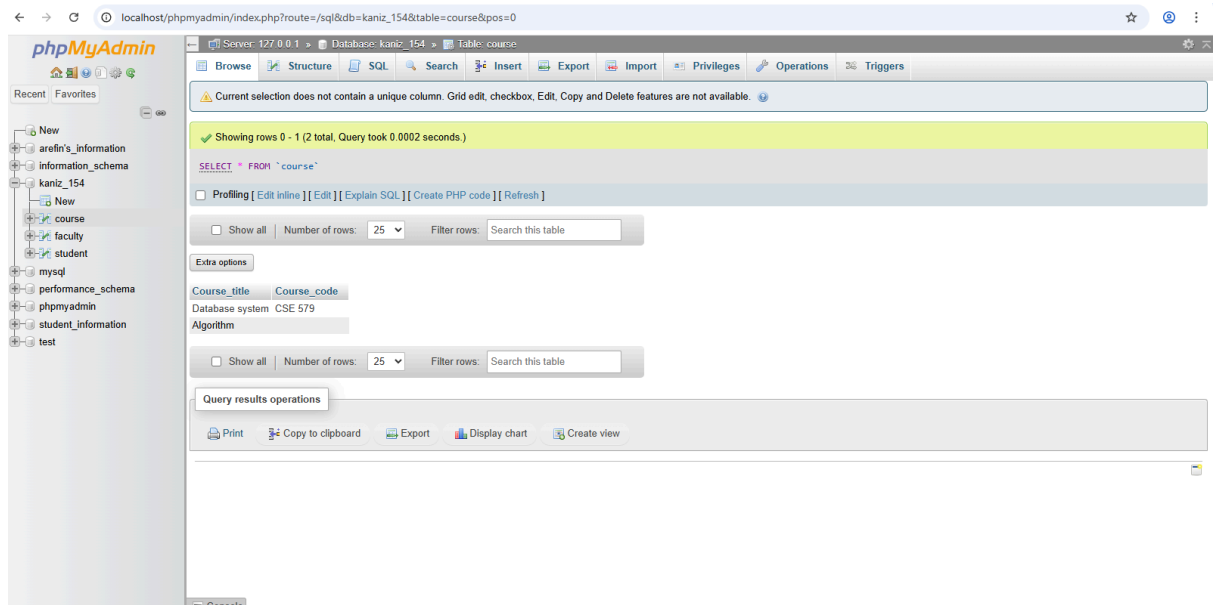 localhost/phpmyadmin/index.php?route=/sql&db=kaniz_154&table=course&pos=0
phpMyAdmin
Recent Favorites
New
arefin's_information
information_schema
kaniz_154
New
course
faculty
student
mysql
performance_schema
phpmyadmin
student_information
test
Server: 127.0.0.1 » Database: kaniz_154 » Table: course
Browse Structure SQL Search Insert Export Import Privileges Operations Triggers
Current selection does not contain a unique column. Grid edit, checkbox, Edit, Copy and Delete features are not available.
Showing rows 0 - 1 (2 total, Query took 0.0002 seconds.)
SELECT * FROM `course`
Profiling [ Edit inline ] [ Edit ] [ Explain SQL ] [ Create PHP code ] [ Refresh ]
Show all Number of rows: 25 Filter rows: Search this table
Extra options
Course_title Course_code
Database system CSE 579
Algorithm
Show all Number of rows: 25 Filter rows: Search this table
Query results operations
Print Copy to clipboard Export Display chart Create view
Console